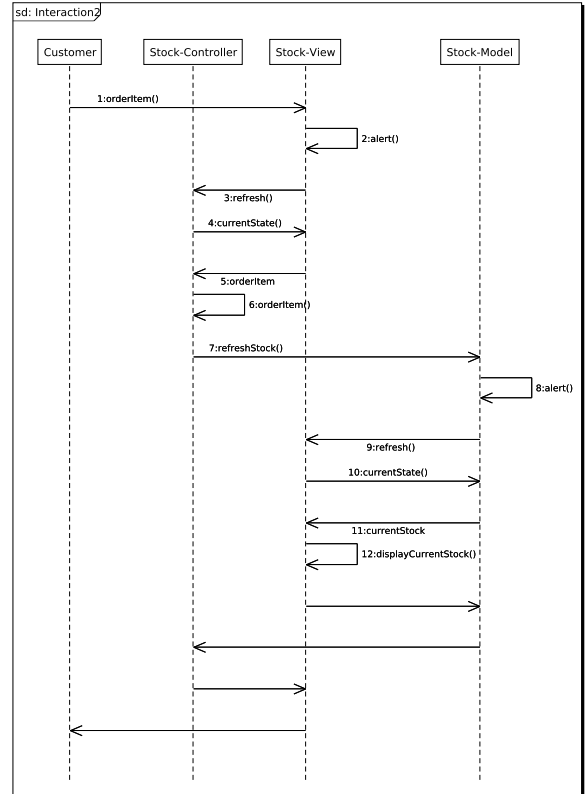 sd: Interaction2
Customer
Stock-Controller
Stock-View
Stock-Model
1:orderItem()
2:alert()
3:refresh()
4:currentState()
5:orderItem
6:orderItem()
7:refreshStock()
8:alert()
9:refresh()
10:currentState()
11:currentStock
12:displayCurrentStock()